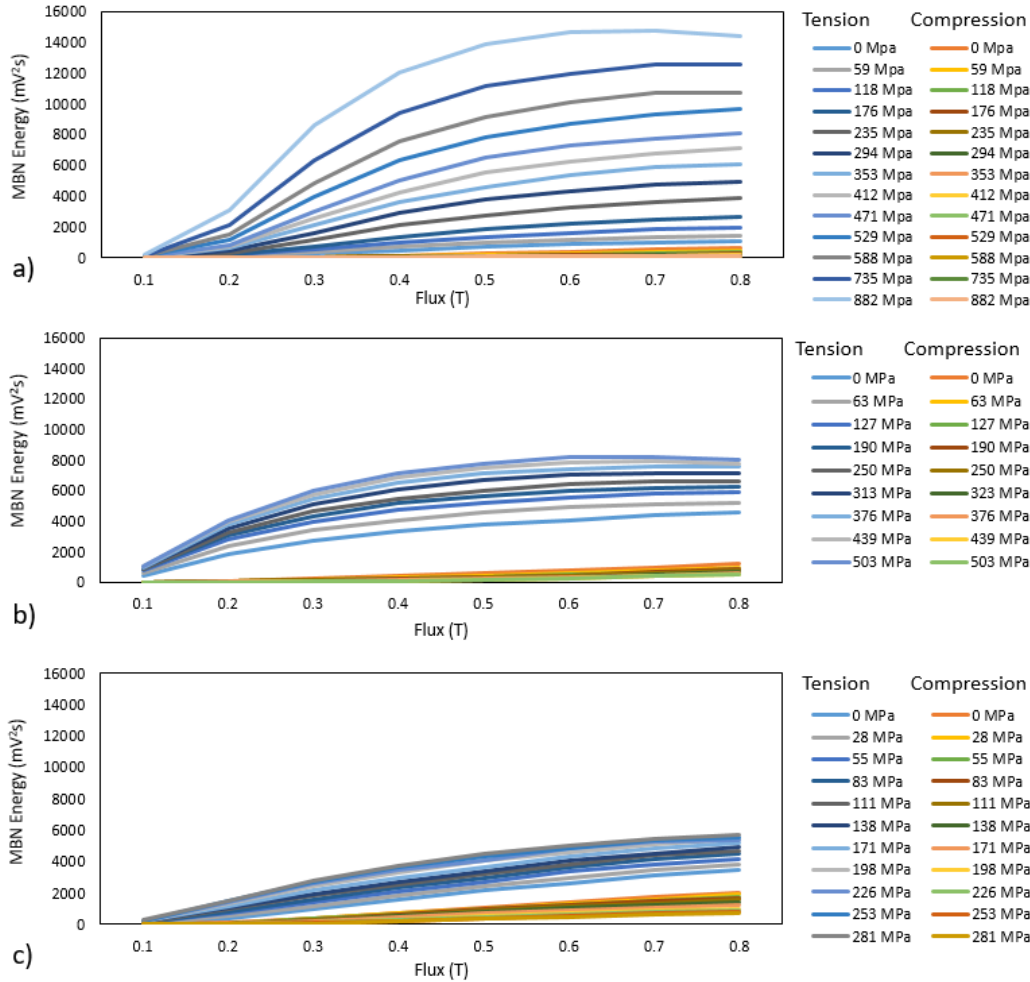 16000
14000
12000
10000
8000
6000
4000
2000
0
MBN Energy (mV²s)
0.1 0.2 0.3 0.4 0.5 0.6 0.7 0.8
Flux (T)
a)
Tension Compression
0 Mpa 0 Mpa
59 Mpa 59 Mpa
118 Mpa 118 Mpa
176 Mpa 176 Mpa
235 Mpa 235 Mpa
294 Mpa 294 Mpa
353 Mpa 353 Mpa
412 Mpa 412 Mpa
471 Mpa 471 Mpa
529 Mpa 529 Mpa
588 Mpa 588 Mpa
735 Mpa 735 Mpa
882 Mpa 882 Mpa
16000
14000
12000
10000
8000
6000
4000
2000
0
MBN Energy (mV²s)
0.1 0.2 0.3 0.4 0.5 0.6 0.7 0.8
Flux (T)
b)
Tension Compression
0 MPa 0 MPa
63 MPa 63 MPa
127 MPa 127 MPa
190 MPa 190 MPa
250 MPa 250 MPa
313 MPa 323 MPa
376 MPa 376 MPa
439 MPa 439 MPa
503 MPa 503 MPa
16000
14000
12000
10000
8000
6000
4000
2000
0
MBN Energy (mV²s)
0.1 0.2 0.3 0.4 0.5 0.6 0.7 0.8
Flux (T)
c)
Tension Compression
0 MPa 0 MPa
28 MPa 28 MPa
55 MPa 55 MPa
83 MPa 83 MPa
111 MPa 111 MPa
138 MPa 138 MPa
171 MPa 171 MPa
198 MPa 198 MPa
226 MPa 226 MPa
253 MPa 253 MPa
281 MPa 281 MPa